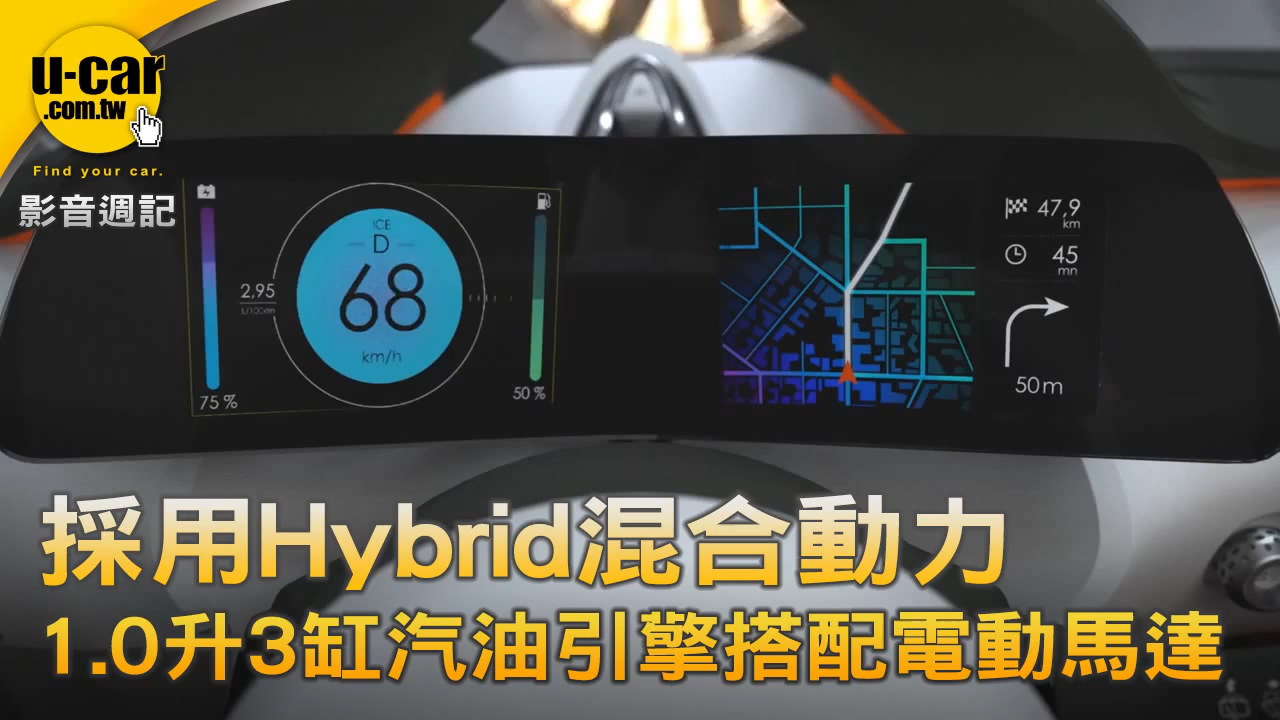 u-car
.com.tw
Find your car.
影音週記
75 %
2,95
L/100km
ICE
D
68
km/h
50 %
47,9
km
45
mn
50 m
採用Hybrid混合動力
1.0升3缸汽油引擎搭配電動馬達